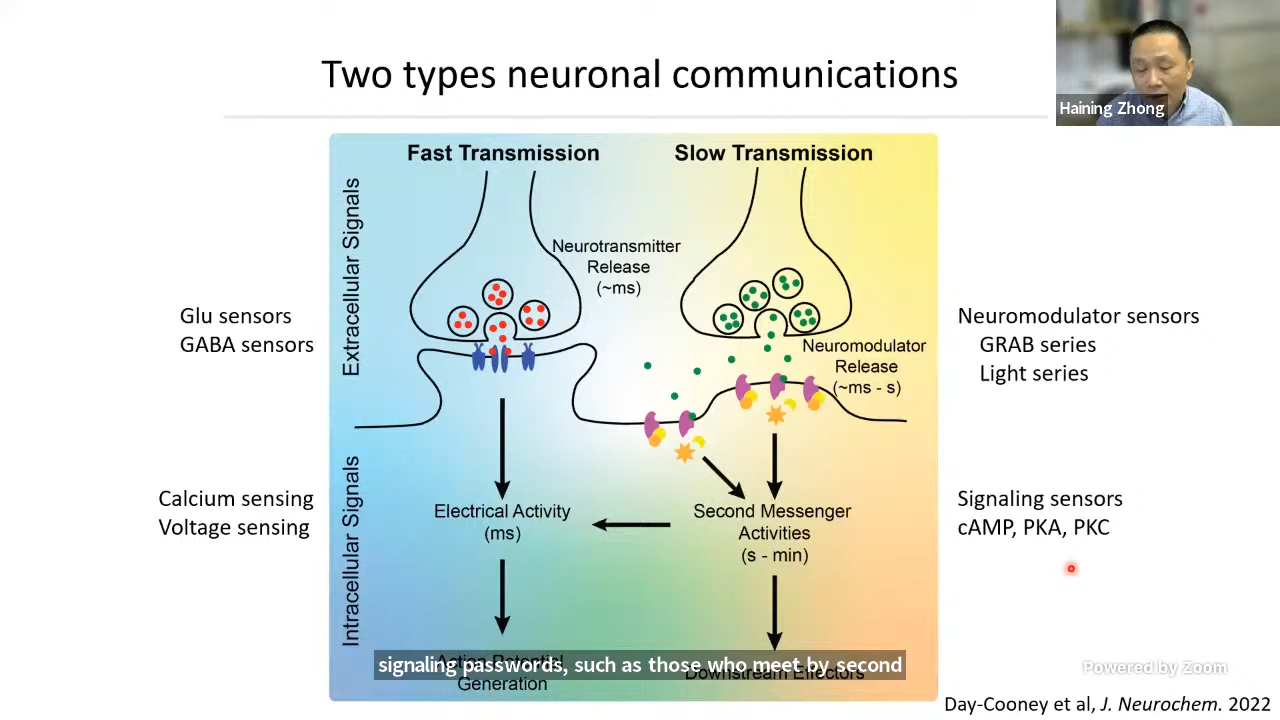 Two types neuronal communications
Haining Zhong
Fast Transmission
Slow Transmission
Extracellular Signals
Neurotransmitter
Release
(~ms)
Glu sensors
GABA sensors
Neuromodulator
Release
(~ms - s)
Neuromodulator sensors
GRAB series
Light series
Intracellular Signals
Calcium sensing
Voltage sensing
Electrical Activity
(ms)
Second Messenger
Activities
(s - min)
Signaling sensors
cAMP, PKA, PKC
Action Potential
Generation
Downstream Effectors
signaling passwords, such as those who meet by second
Powered by Zoom
Day-Cooney et al, J. Neurochem. 2022